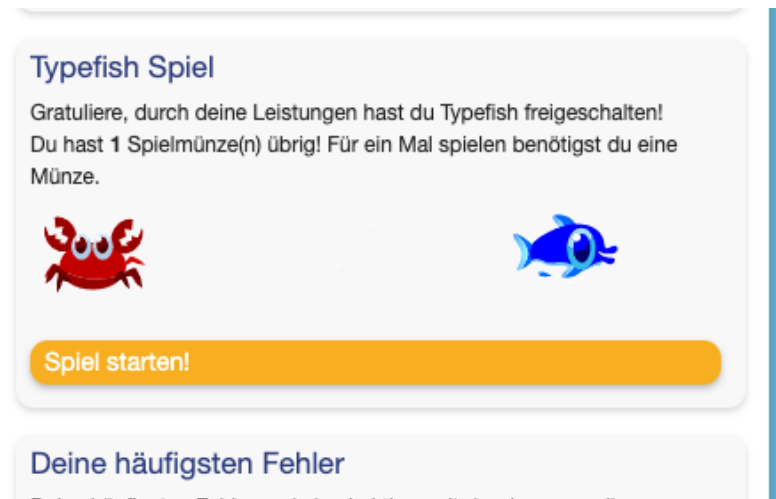 Typefish Spiel
Gratuliere, durch deine Leistungen hast du Typefish freigeschalten!
Du hast 1 Spielmünze(n) übrig! Für ein Mal spielen benötigst du eine
Münze.
Spiel starten!
Deine häufigsten Fehler